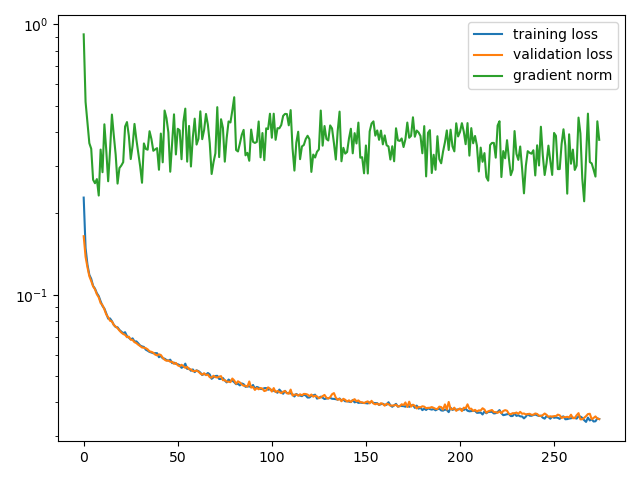 10⁰
training loss
validation loss
gradient norm
10⁻¹
0 50 100 150 200 250